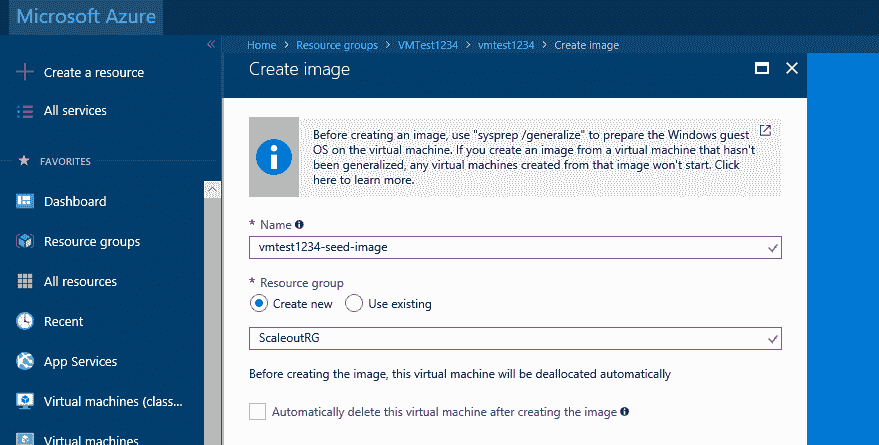 Microsoft Azure
«
Home > Resource groups > VMTest1234 > vmtest1234 > Create image
Create a resource
All services
FAVORITES
Dashboard
Resource groups
All resources
Recent
App Services
Virtual machines (class...
Virtual machines
Create image
Before creating an image, use "sysprep /generalize" to prepare the Windows guest
OS on the virtual machine. If you create an image from a virtual machine that hasn't
been generalized, any virtual machines created from that image won't start. Click
here to learn more.
* Name
vmtest1234-seed-image
* Resource group
Create new Use existing
ScaleoutRG
Before creating the image, this virtual machine will be deallocated automatically
Automatically delete this virtual machine after creating the image